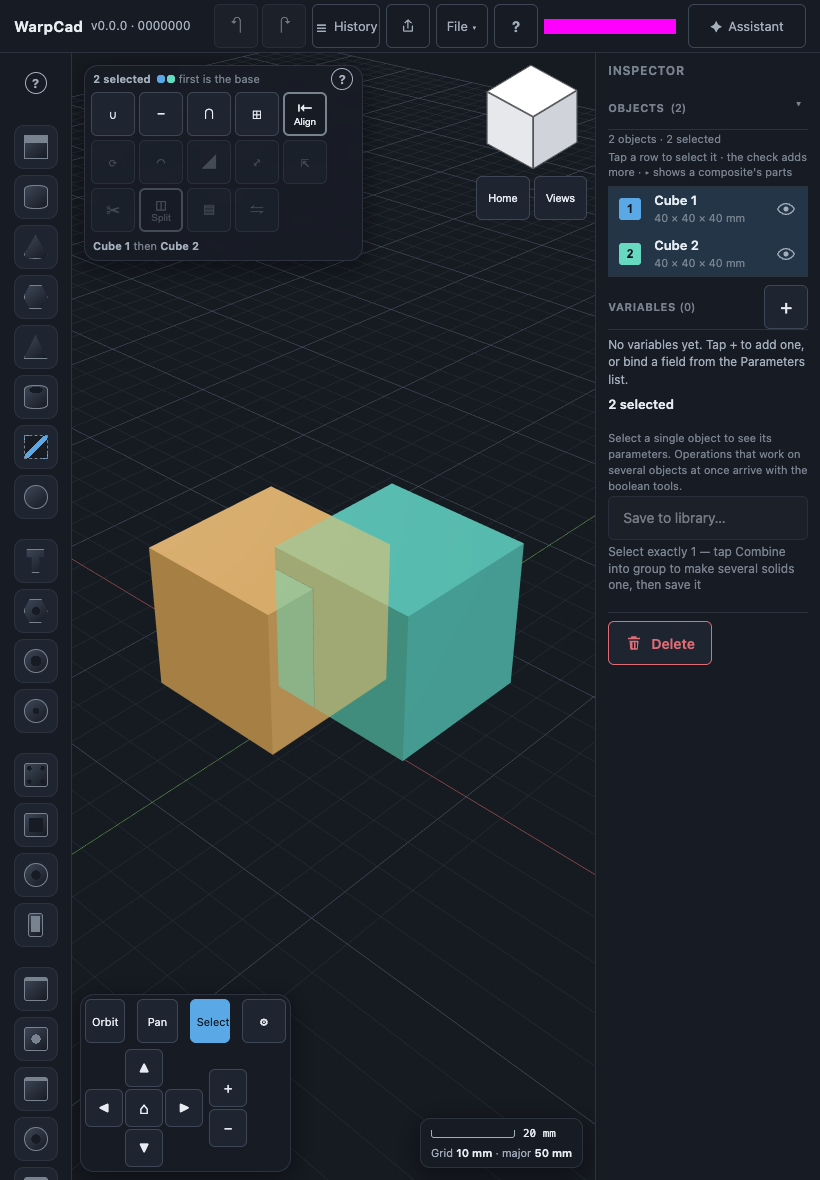 WarpCad v0.0.0 · 0000000
≡ History
File ▾
?
✦ Assistant
?
2 selected first is the base
?
∪ − ∩ ⊞
Align
Split
Cube 1 then Cube 2
Home
Views
INSPECTOR
OBJECTS (2)
2 objects · 2 selected
Tap a row to select it · the check adds
more · ▸ shows a composite's parts
1
Cube 1
40 × 40 × 40 mm
2
Cube 2
40 × 40 × 40 mm
VARIABLES (0)
+
No variables yet. Tap + to add one,
or bind a field from the Parameters
list.
2 selected
Select a single object to see its
parameters. Operations that work on
several objects at once arrive with the
boolean tools.
Save to library...
Select exactly 1 — tap Combine
into group to make several solids
one, then save it
Delete
Orbit
Pan
Select
+
−
20 mm
Grid 10 mm · major 50 mm